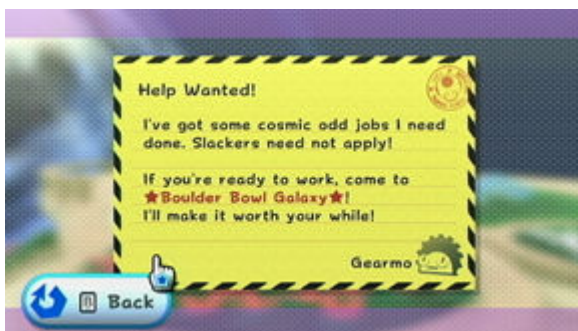 Help Wanted!
I've got some cosmic odd jobs I need
done. Slackers need not apply!
If you're ready to work, come to
★Boulder Bowl Galaxy★!
I'll make it worth your while!
Gearmo
Back